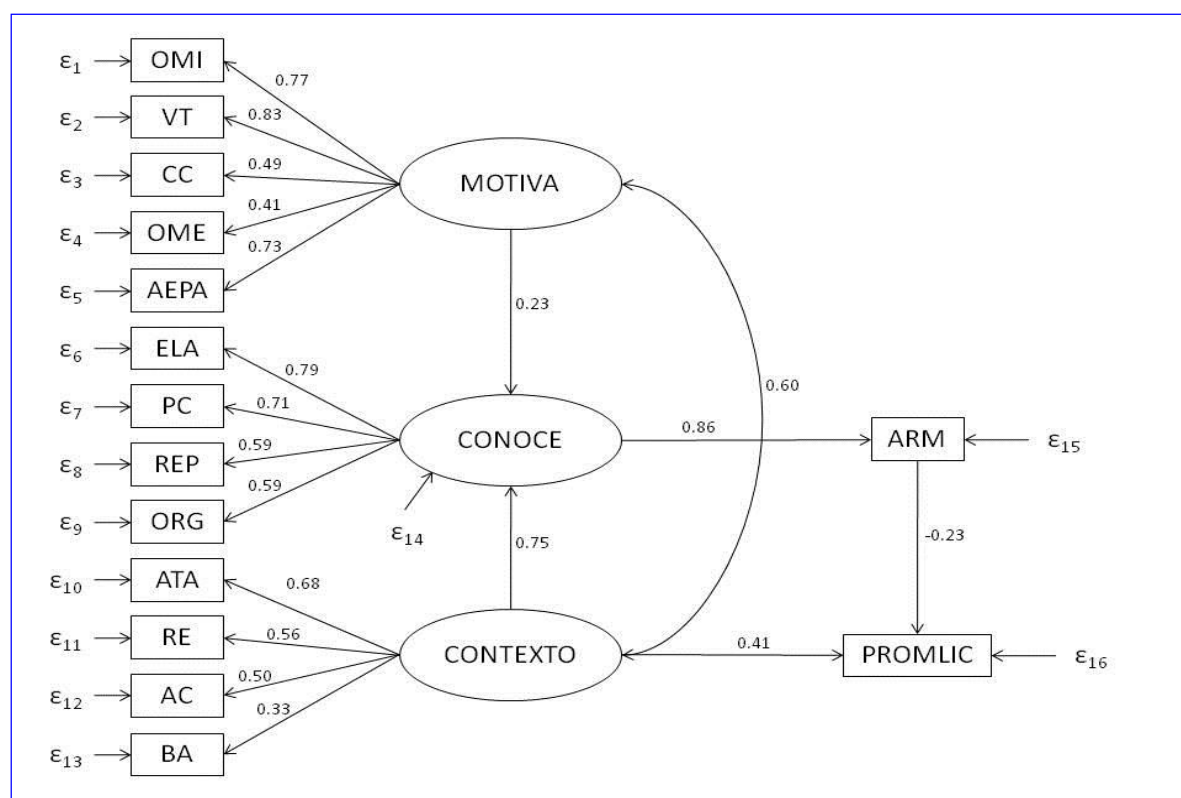 ε1 OMI
0.77
ε2 VT
0.83
ε3 CC
0.49
ε4 OME
0.41
ε5 AEPA
0.73
MOTIVA
0.23
0.60
ε6 ELA
0.79
ε7 PC
0.71
ε8 REP
0.59
ε9 ORG
0.59
CONOCE
0.86
ARM
ε15
ε14
0.75
-0.23
ε10 ATA
0.68
ε11 RE
0.56
ε12 AC
0.50
ε13 BA
0.33
CONTEXTO
0.41
PROMLIC
ε16